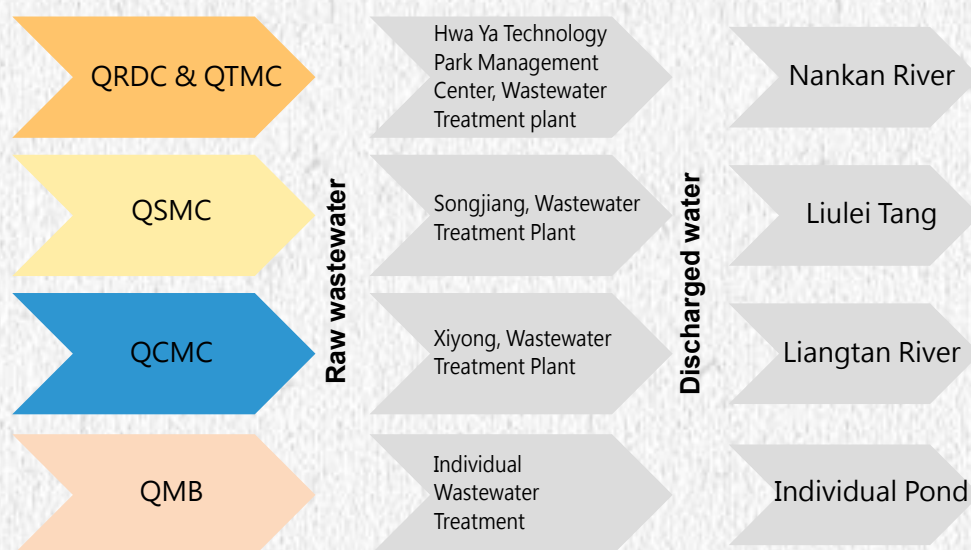 QRDC & QTMC
Hwa Ya Technology
Park Management
Center, Wastewater
Treatment plant
Nankan River
QSMC
Songjiang, Wastewater
Treatment Plant
Liulei Tang
Raw wastewater
Discharged water
QCMC
Xiyong, Wastewater
Treatment Plant
Liangtan River
QMB
Individual
Wastewater
Treatment
Individual Pond